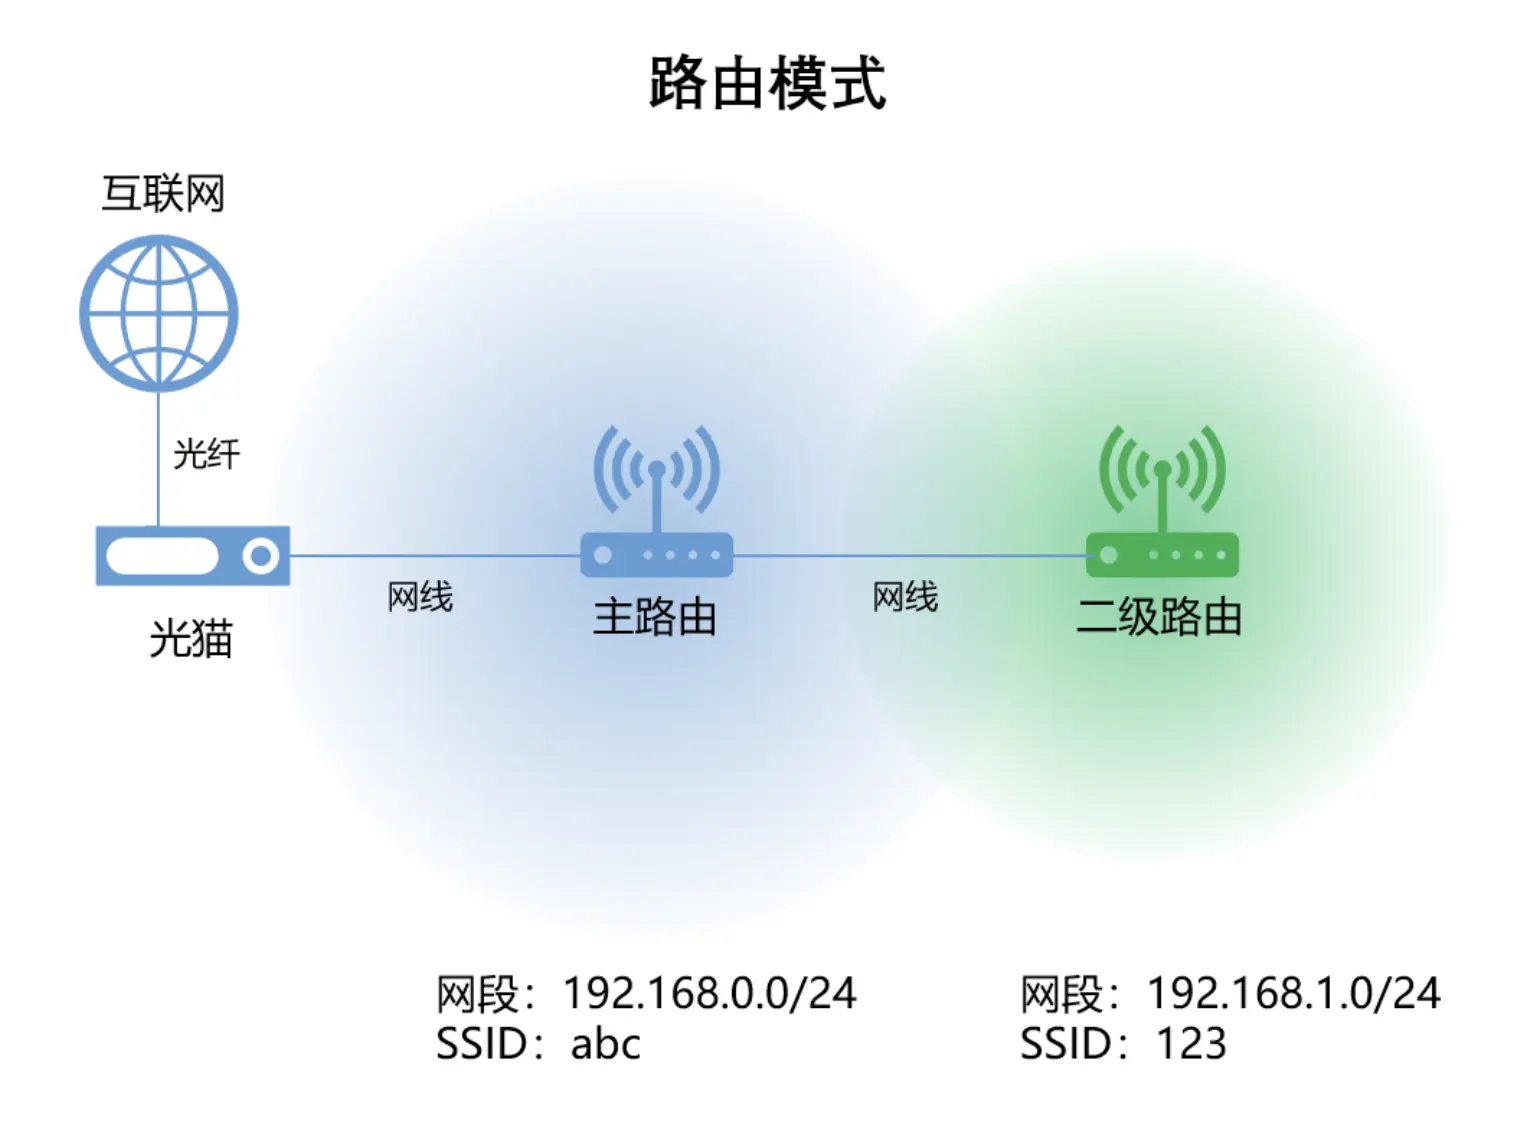 路由模式
互联网
光纤
光猫
网线
主路由
网线
二级路由
网段：192.168.0.0/24
SSID：abc
网段：192.168.1.0/24
SSID：123